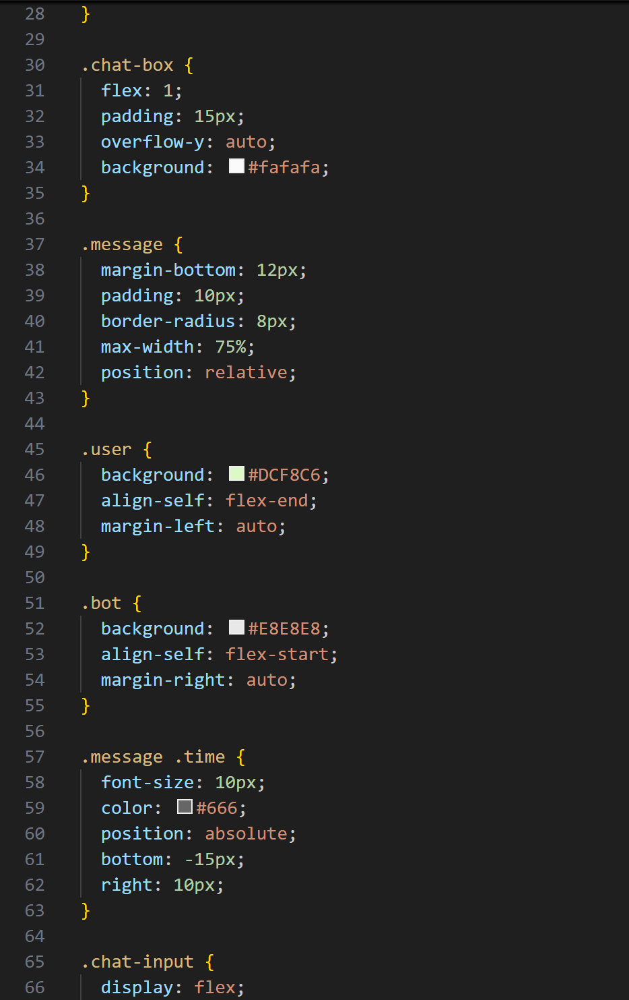 28 }
29
30 .chat-box {
31 flex: 1;
32 padding: 15px;
33 overflow-y: auto;
34 background: #fafafa;
35 }
36
37 .message {
38 margin-bottom: 12px;
39 padding: 10px;
40 border-radius: 8px;
41 max-width: 75%;
42 position: relative;
43 }
44
45 .user {
46 background: #DCF8C6;
47 align-self: flex-end;
48 margin-left: auto;
49 }
50
51 .bot {
52 background: #E8E8E8;
53 align-self: flex-start;
54 margin-right: auto;
55 }
56
57 .message .time {
58 font-size: 10px;
59 color: #666;
60 position: absolute;
61 bottom: -15px;
62 right: 10px;
63 }
64
65 .chat-input {
66 display: flex;